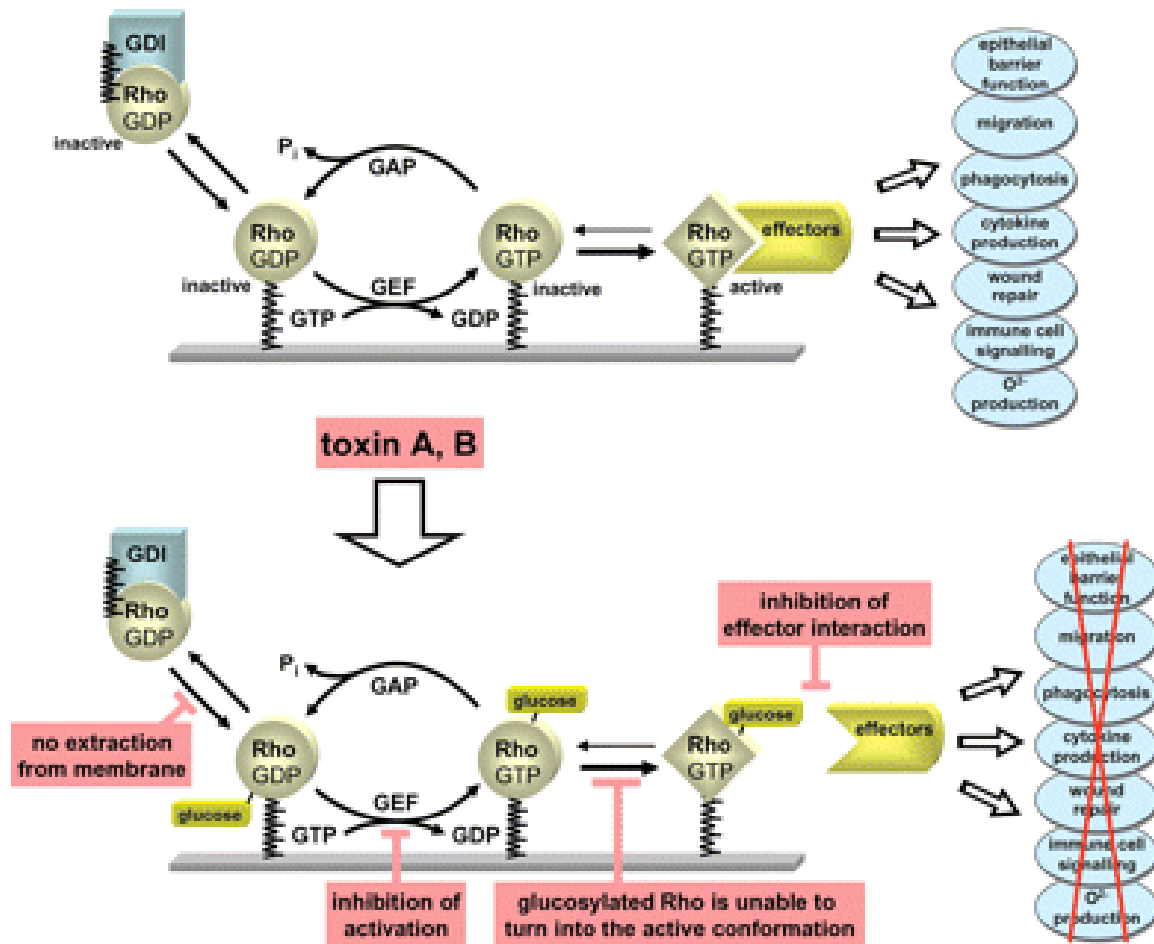 GDI
Rho
GDP
inactive
Pi
GAP
Rho
GDP
inactive
GEF
GTP
GDP
Rho
GTP
inactive
Rho
GTP
active
effectors
epithelial
barrier
function
migration
phagocytosis
cytokine
production
wound
repair
immune cell
signalling
O²⁻
production
toxin A, B
GDI
Rho
GDP
no extraction
from membrane
Pi
GAP
Rho
GDP
glucose
GEF
GTP
GDP
inhibition of
activation
glucose
Rho
GTP
glucosylated Rho is unable to
turn into the active conformation
inhibition of
effector interaction
glucose
Rho
GTP
effectors
epithelial
barrier
function
migration
phagocytosis
cytokine
production
wound
repair
immune cell
signalling
O²⁻
production